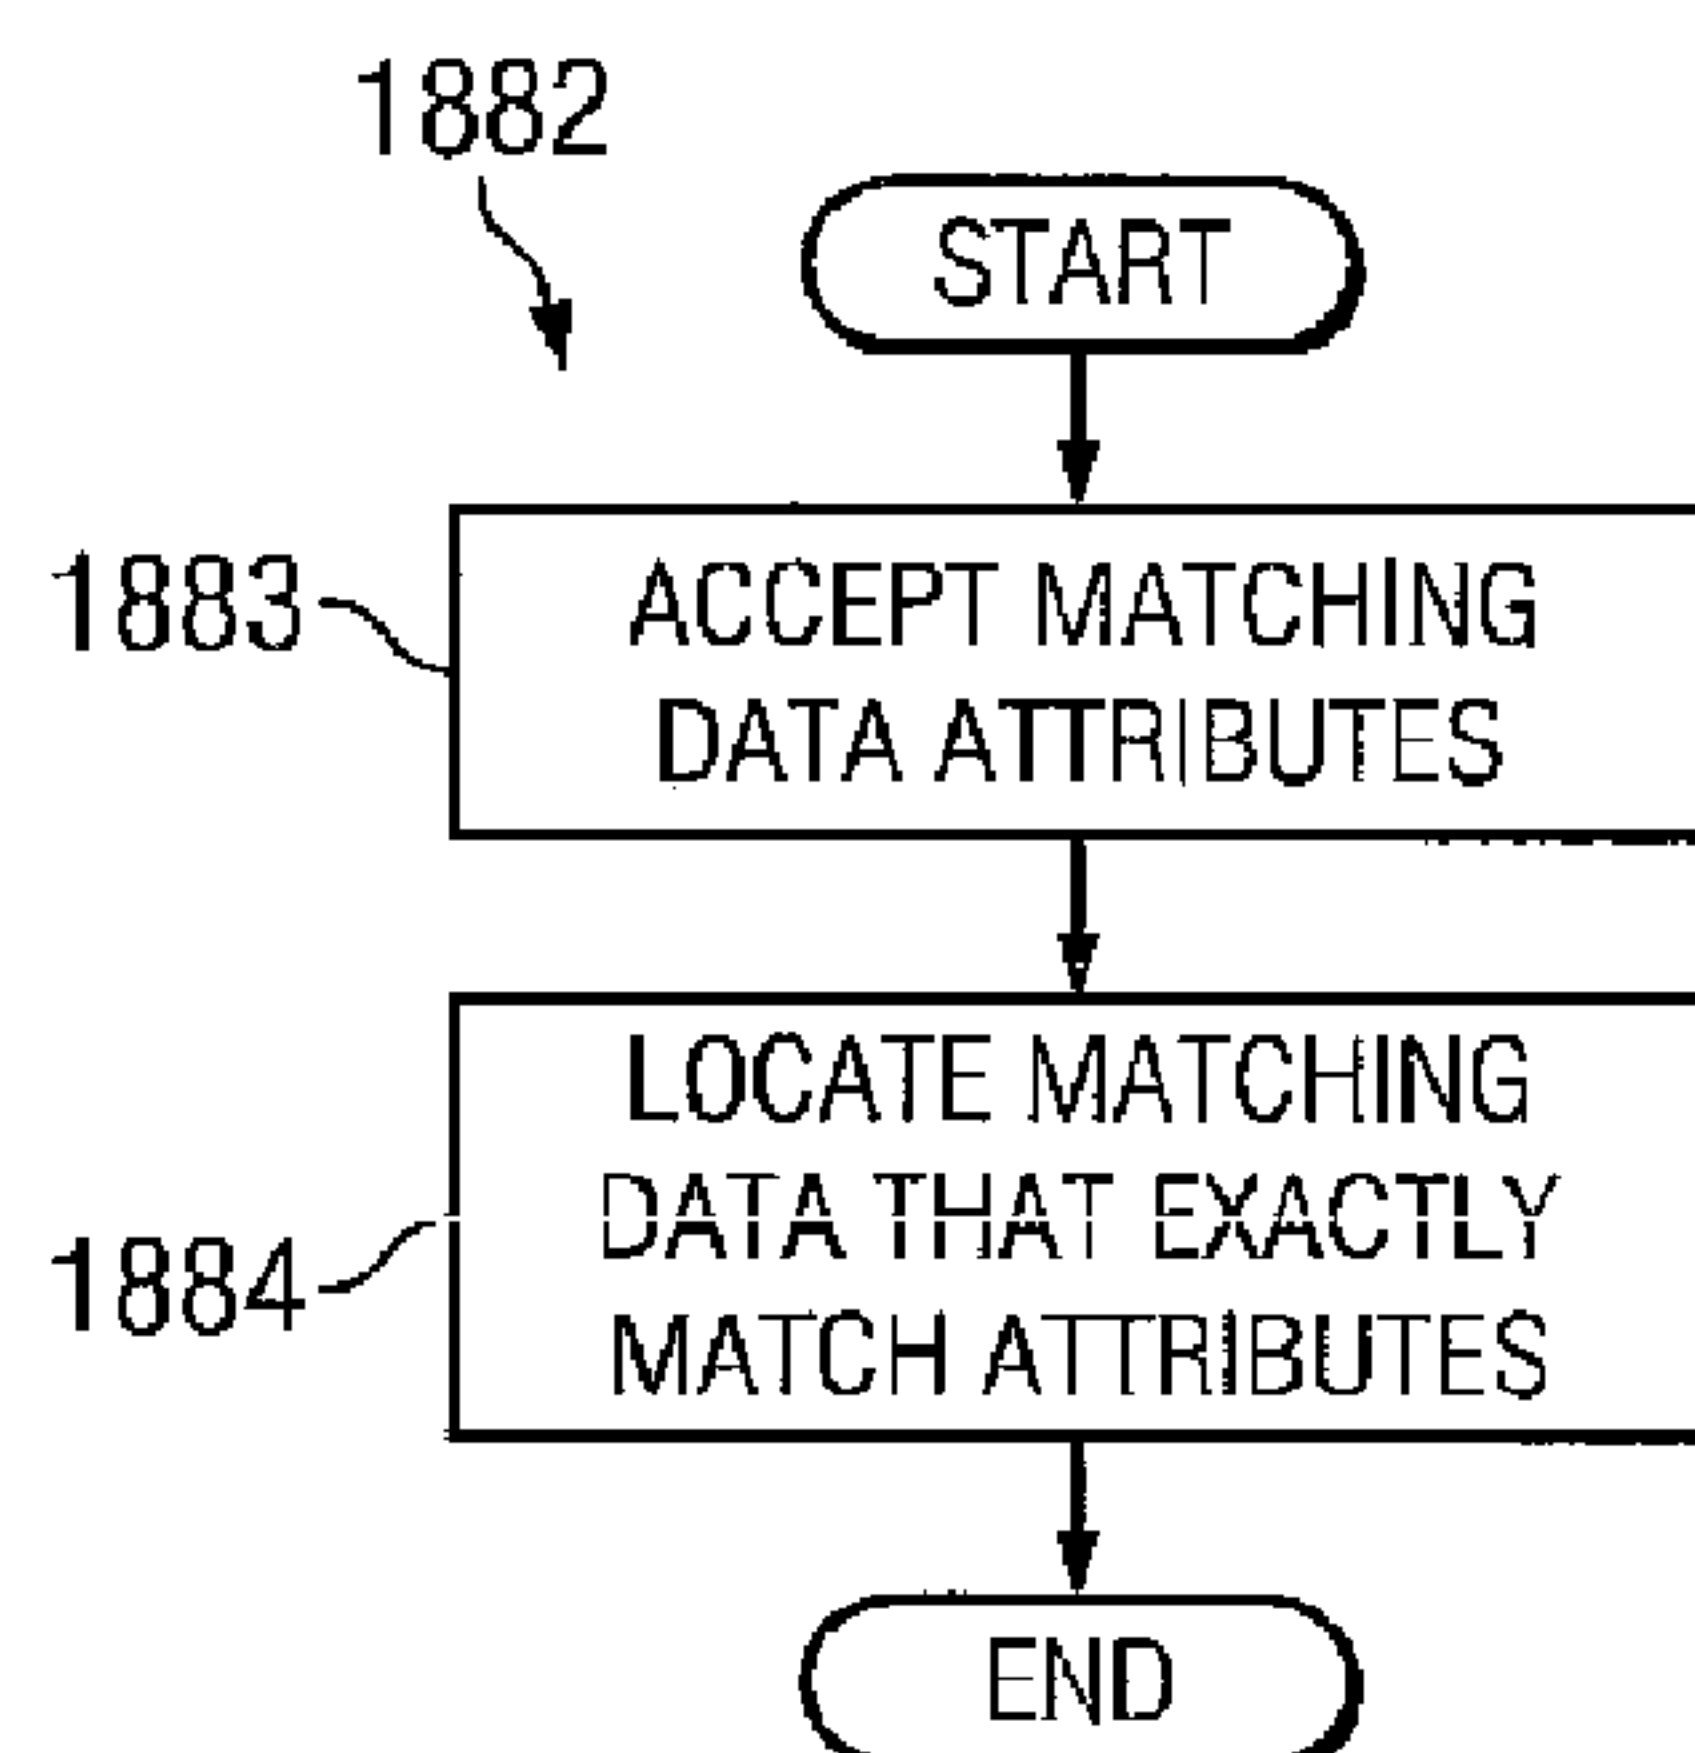 1882
START
1883
ACCEPT MATCHING
DATA ATTRIBUTES
LOCATE MATCHING
DATA THAT EXACTLY
1884
MATCH ATTRIBUTES
END